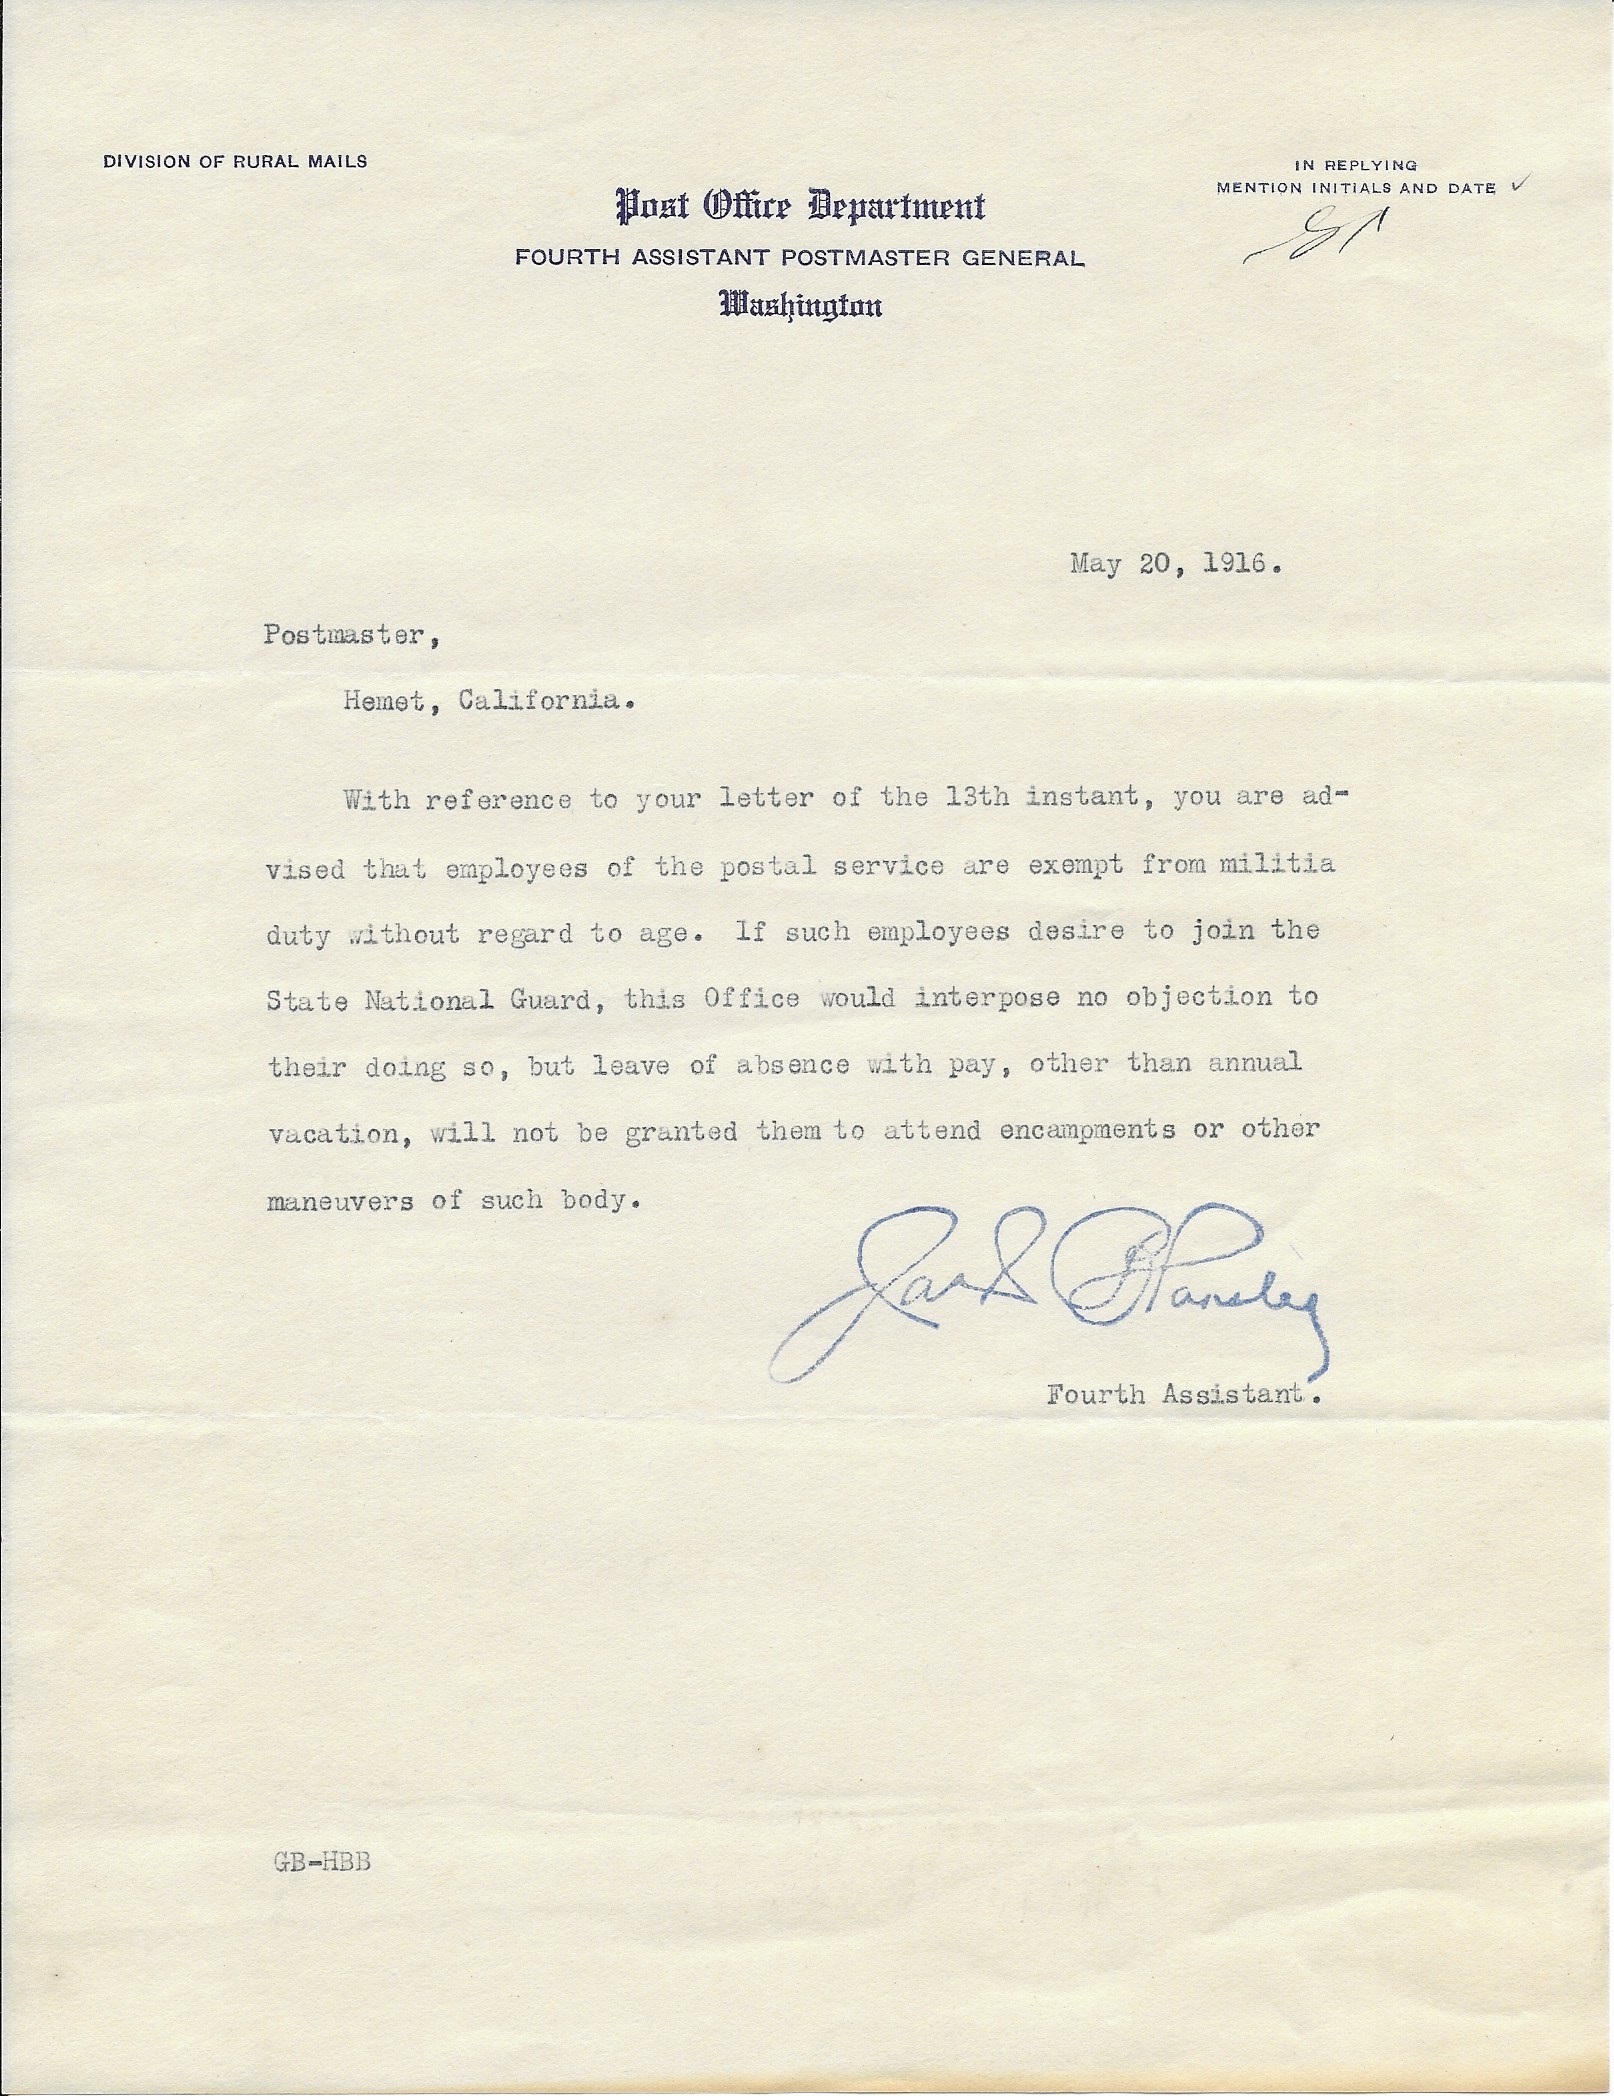 DIVISION OF RURAL MAILS
IN REPLYING
MENTION INITIALS AND DATE
Post Office Department
FOURTH ASSISTANT POSTMASTER GENERAL
Washington
May 20, 1916.
Postmaster,
Hemet, California.
With reference to your letter of the 13th instant, you are ad-
vised that employees of the postal service are exempt from militia
duty without regard to age. If such employees desire to join the
State National Guard, this Office would interpose no objection to
their doing so, but leave of absence with pay, other than annual
vacation, will not be granted them to attend encampments or other
maneuvers of such body.
Fourth Assistant.
GB-HBB